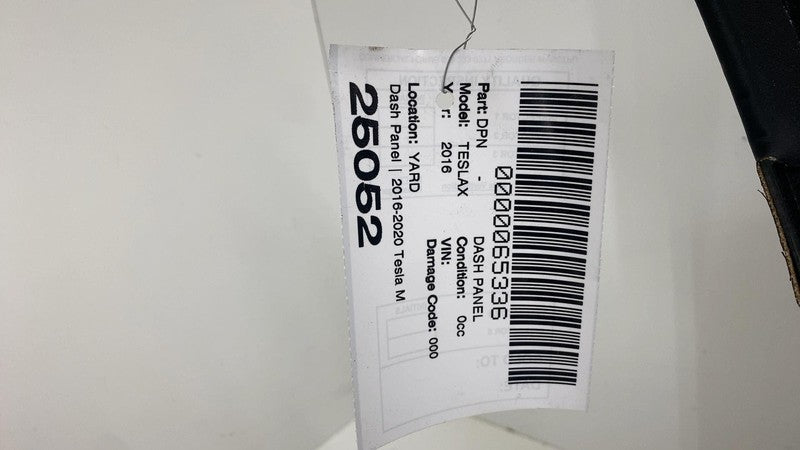 0000065336
Part: DPN - DASH PANEL
Model: TESLAX Condition: 0cc
Y r: 2016 VIN:
Damage Code: 000
Location: YARD
Dash Panel | 2016-2020 Tesla M
25052